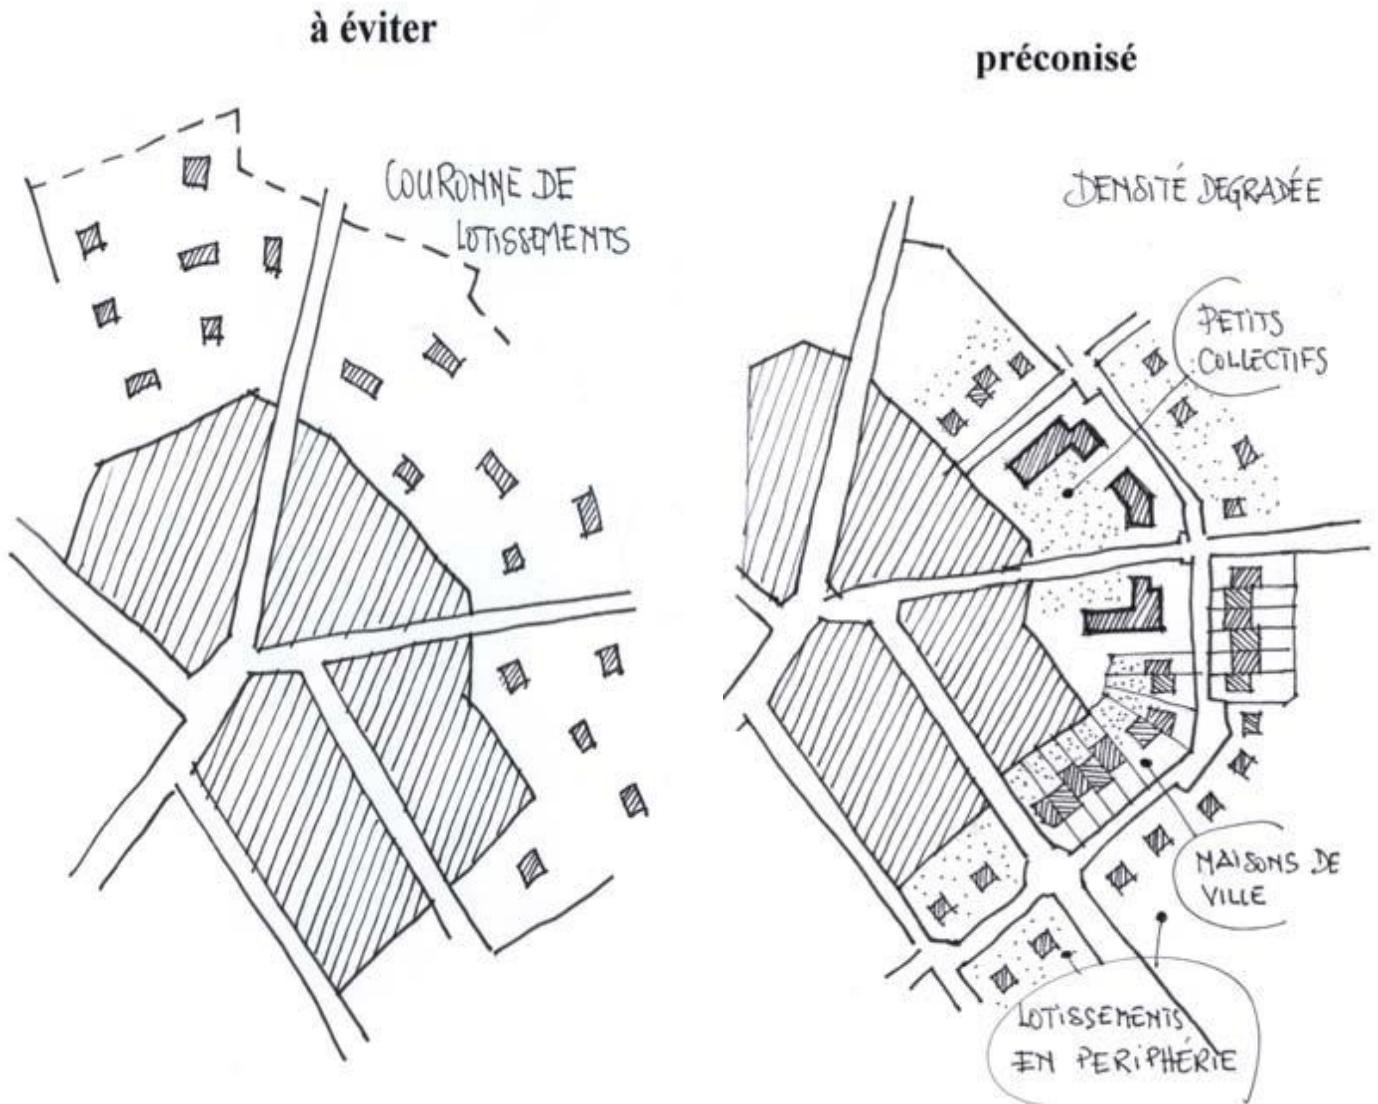 à éviter
COURONNE DE
LOTISSEMENTS
préconisé
DENSITÉ DEGRADÉE
PETITS
COLLECTIFS
MAISONS DE
VILLE
LOTISSEMENTS
EN PERIPHÉRIE